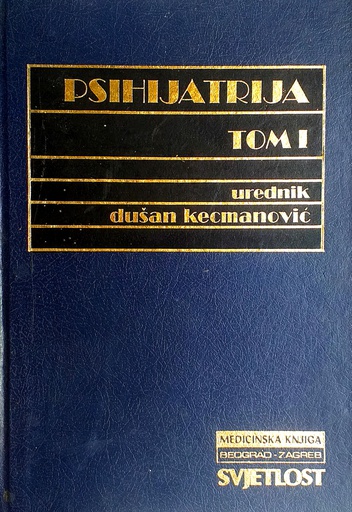 PSIHIJATRIJA
TOM I
urednik
dušan kecmanović
MEDICINSKA KNJIGA
BEOGRAD - ZAGREB
SVJETLOST